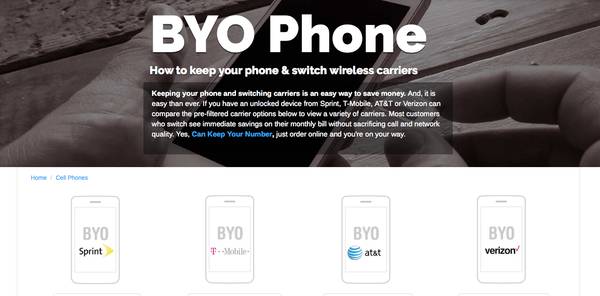 BYO Phone
How to keep your phone & switch wireless carriers
Keeping your phone and switching carriers is an easy way to save money. And, it is
easy than ever. If you have an unlocked device from Sprint, T-Mobile, AT&T or Verizon can
compare the pre-filtered carrier options below to view a variety of carriers. Most customers
who switch see immediate savings on their monthly bill without sacrificing call and network
quality. Yes, Can Keep Your Number, just order online and you're on your way.
Home / Cell Phones
BYO
Sprint
BYO
T··Mobile·
BYO
at&t
BYO
verizon